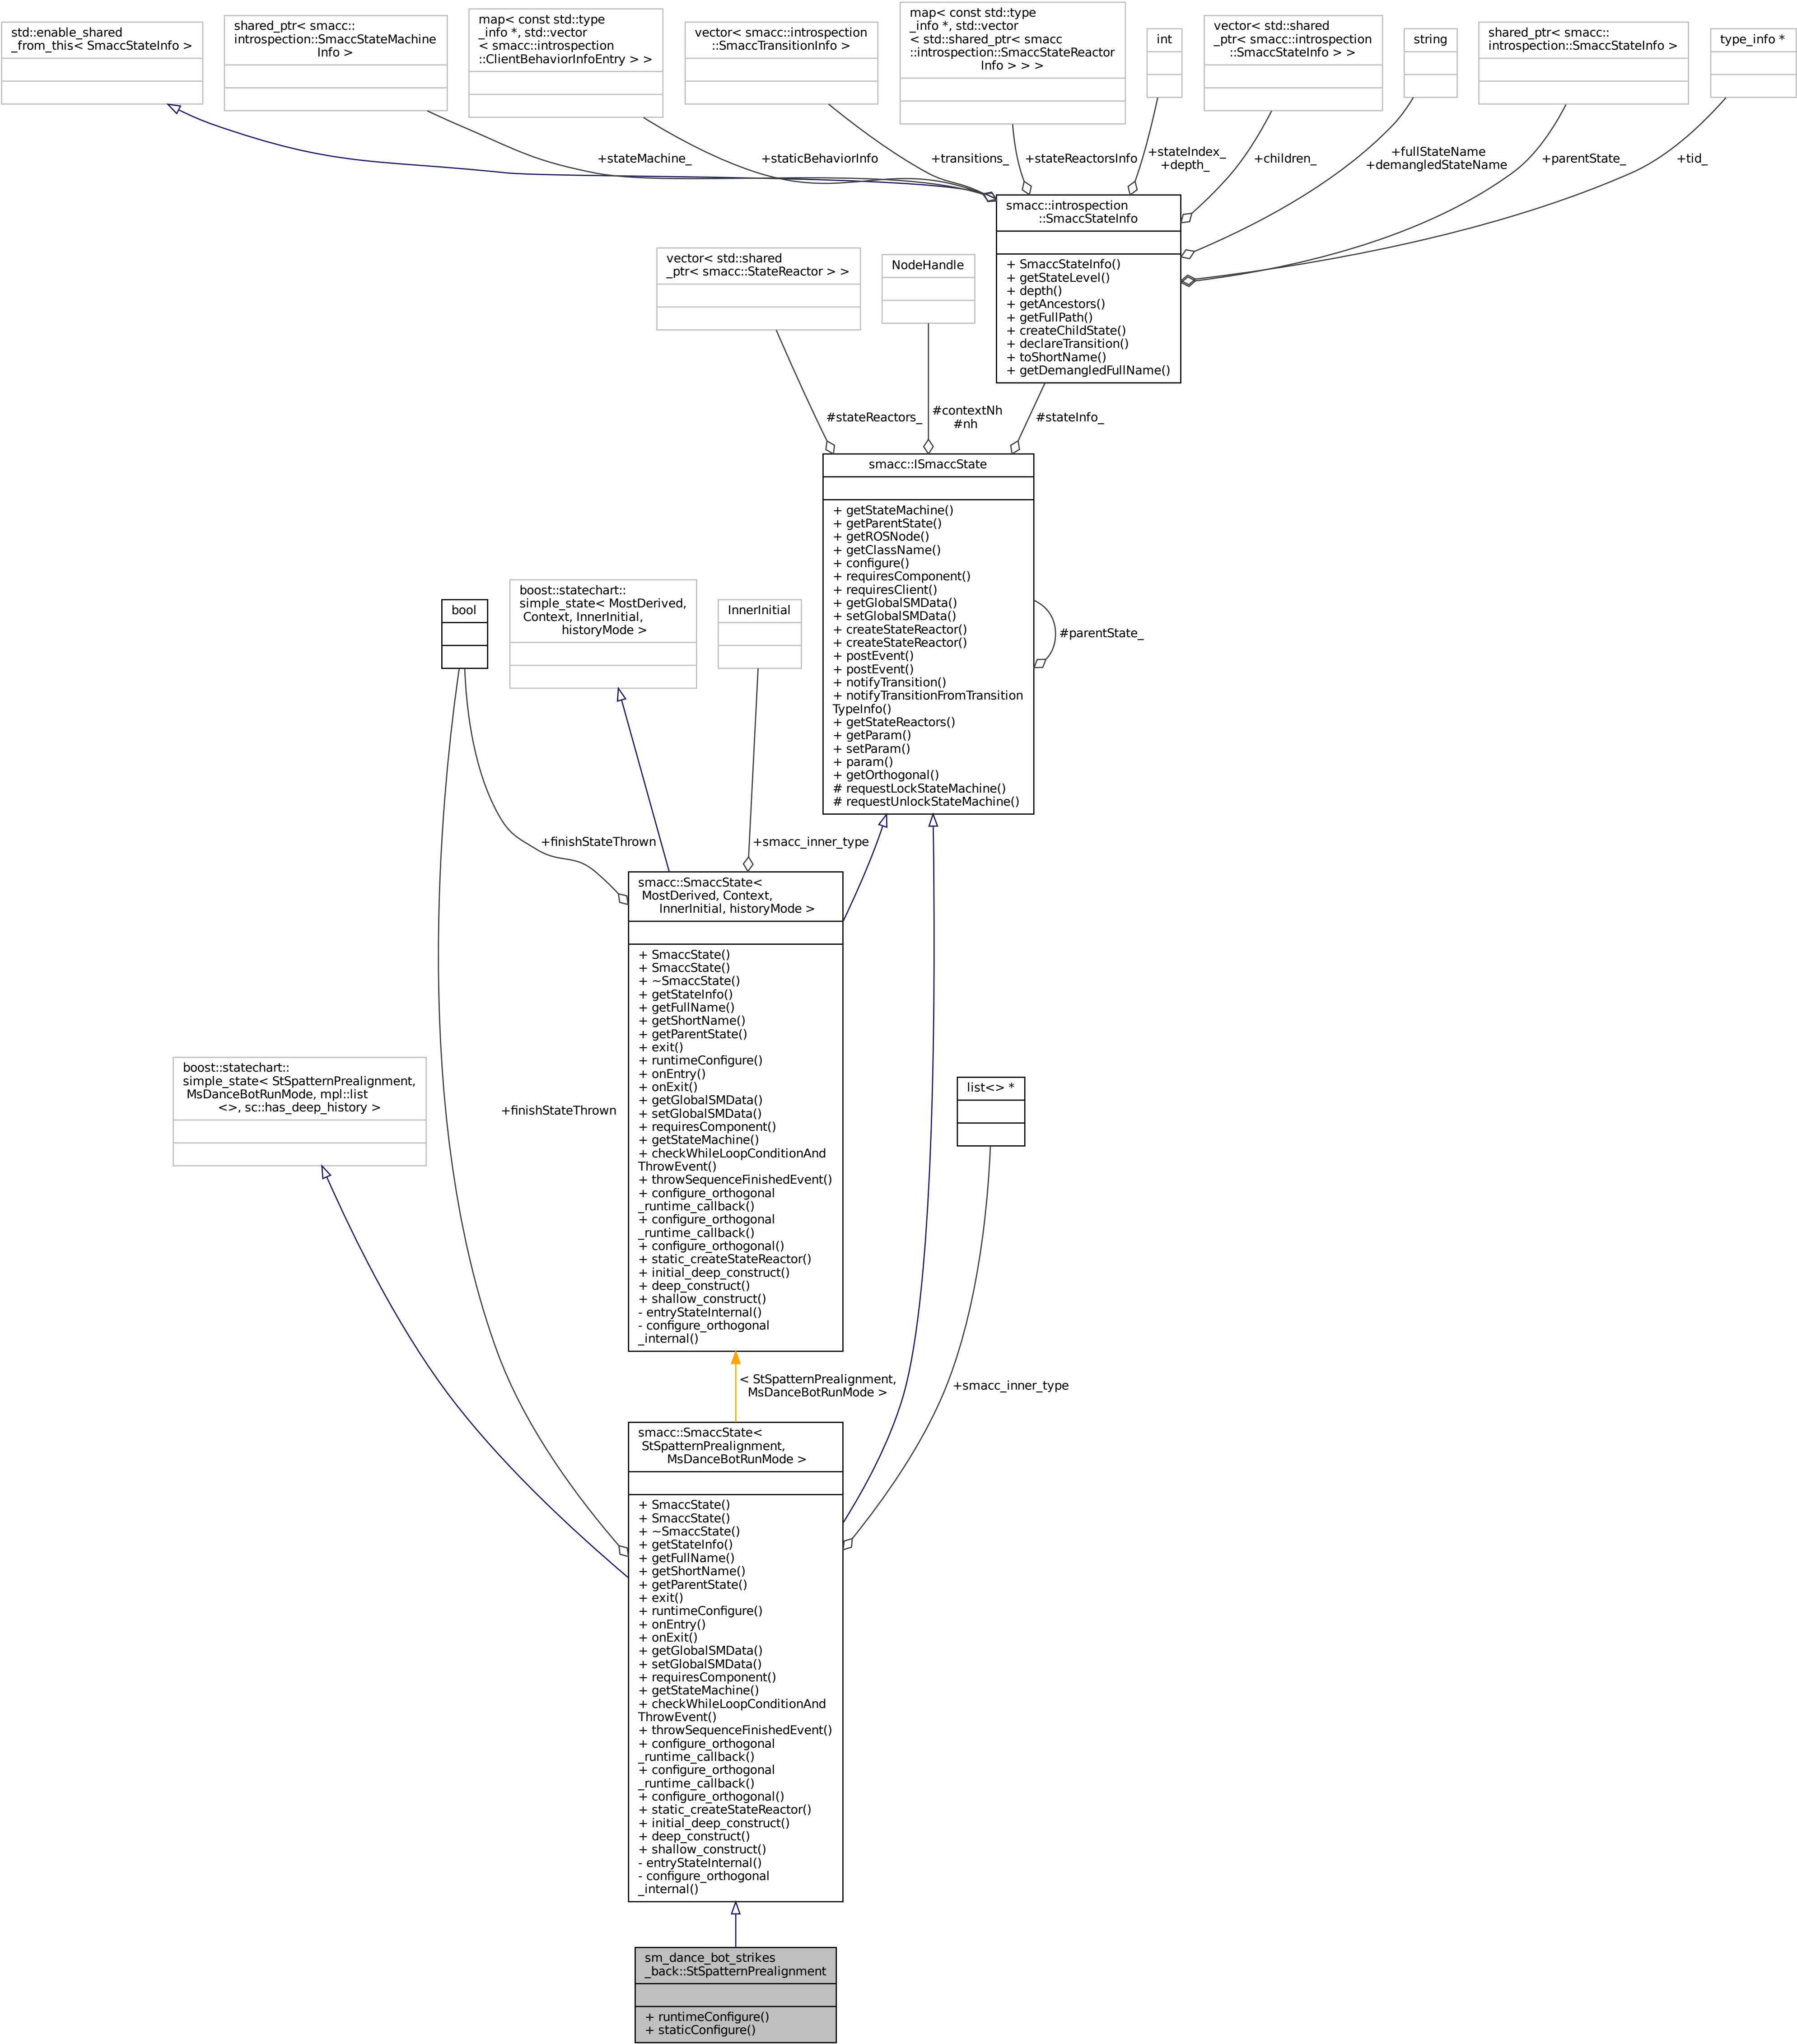 std::enable_shared
_from_this< SmaccStateInfo >
shared_ptr< smacc::
introspection::SmaccStateMachine
Info >
map< const std::type
_info *, std::vector
< smacc::introspection
::ClientBehaviorInfoEntry > >
vector< smacc::introspection
::SmaccTransitionInfo >
map< const std::type
_info *, std::vector
< std::shared_ptr< smacc
::introspection::SmaccStateReactor
Info > > >
int
vector< std::shared
_ptr< smacc::introspection
::SmaccStateInfo > >
string
shared_ptr< smacc::
introspection::SmaccStateInfo >
type_info *
+stateMachine_
+staticBehaviorInfo
+transitions_
+stateReactorsInfo
+stateIndex_
+depth_
+children_
+fullStateName
+demangledStateName
+parentState_
+tid_
smacc::introspection
::SmaccStateInfo
+ SmaccStateInfo()
+ getStateLevel()
+ depth()
+ getAncestors()
+ getFullPath()
+ createChildState()
+ declareTransition()
+ toShortName()
+ getDemangledFullName()
vector< std::shared
_ptr< smacc::StateReactor > >
NodeHandle
#stateReactors_
#contextNh
#nh
#stateInfo_
smacc::ISmaccState
+ getStateMachine()
+ getParentState()
+ getROSNode()
+ getClassName()
+ configure()
+ requiresComponent()
+ requiresClient()
+ getGlobalSMData()
+ setGlobalSMData()
+ createStateReactor()
+ createStateReactor()
+ postEvent()
+ postEvent()
+ notifyTransition()
+ notifyTransitionFromTransition
TypeInfo()
+ getStateReactors()
+ getParam()
+ setParam()
+ param()
+ getOrthogonal()
# requestLockStateMachine()
# requestUnlockStateMachine()
#parentState_
bool
boost::statechart::
simple_state< MostDerived,
Context, InnerInitial,
historyMode >
InnerInitial
+finishStateThrown
+smacc_inner_type
smacc::SmaccState<
MostDerived, Context,
InnerInitial, historyMode >
+ SmaccState()
+ SmaccState()
+ ~SmaccState()
+ getStateInfo()
+ getFullName()
+ getShortName()
+ getParentState()
+ exit()
+ runtimeConfigure()
+ onEntry()
+ onExit()
+ getGlobalSMData()
+ setGlobalSMData()
+ requiresComponent()
+ getStateMachine()
+ checkWhileLoopConditionAnd
ThrowEvent()
+ throwSequenceFinishedEvent()
+ configure_orthogonal
_runtime_callback()
+ configure_orthogonal
_runtime_callback()
+ configure_orthogonal()
+ static_createStateReactor()
+ initial_deep_construct()
+ deep_construct()
+ shallow_construct()
- entryStateInternal()
- configure_orthogonal
_internal()
boost::statechart::
simple_state< StSpatternPrealignment,
MsDanceBotRunMode, mpl::list
<>, sc::has_deep_history >
+finishStateThrown
list<> *
< StSpatternPrealignment,
MsDanceBotRunMode >
+smacc_inner_type
smacc::SmaccState<
StSpatternPrealignment,
MsDanceBotRunMode >
+ SmaccState()
+ SmaccState()
+ ~SmaccState()
+ getStateInfo()
+ getFullName()
+ getShortName()
+ getParentState()
+ exit()
+ runtimeConfigure()
+ onEntry()
+ onExit()
+ getGlobalSMData()
+ setGlobalSMData()
+ requiresComponent()
+ getStateMachine()
+ checkWhileLoopConditionAnd
ThrowEvent()
+ throwSequenceFinishedEvent()
+ configure_orthogonal
_runtime_callback()
+ configure_orthogonal
_runtime_callback()
+ configure_orthogonal()
+ static_createStateReactor()
+ initial_deep_construct()
+ deep_construct()
+ shallow_construct()
- entryStateInternal()
- configure_orthogonal
_internal()
sm_dance_bot_strikes
_back::StSpatternPrealignment
+ runtimeConfigure()
+ staticConfigure()